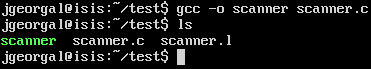 jgeorgal@isis:~/test$ gcc -o scanner scanner.c
jgeorgal@isis:~/test$ ls
scanner  scanner.c  scanner.l
jgeorgal@isis:~/test$